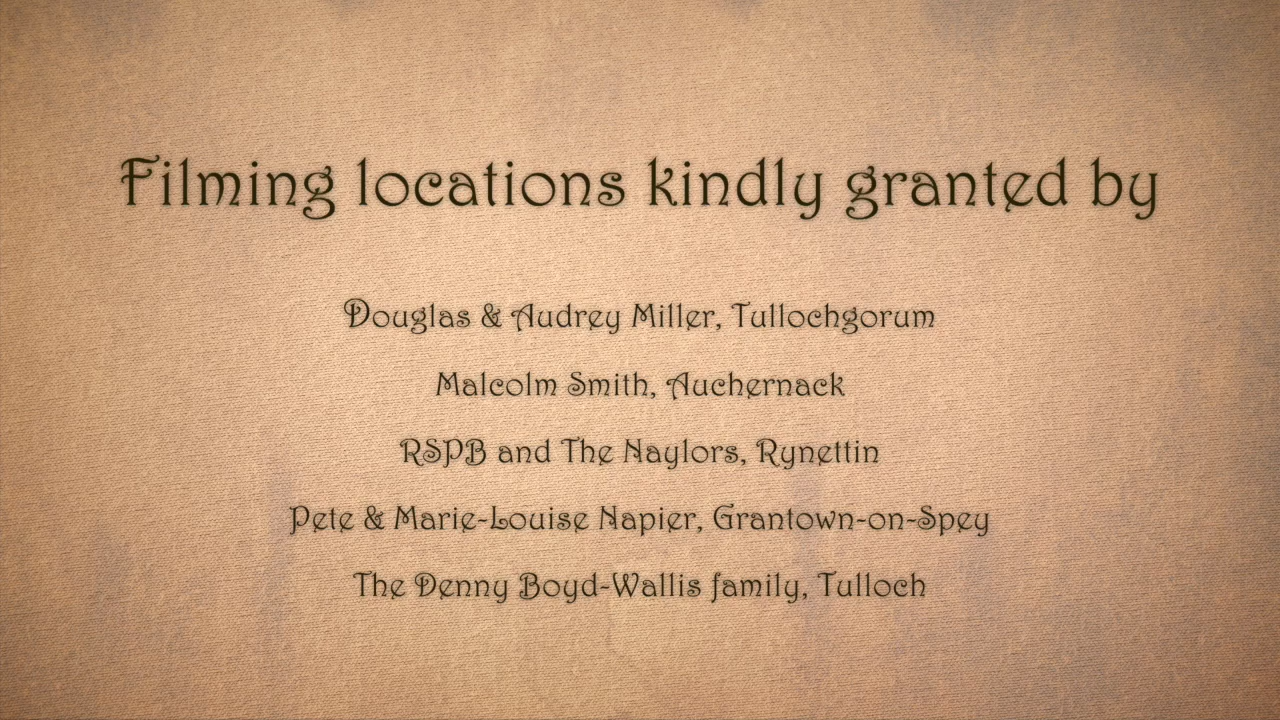 Filming locations kindly granted by
Douglas & Audrey Miller, Tullochgorum
Malcolm Smith, Auchernack
RSPB and The Naylors, Rynettin
Pete & Marie-Louise Napier, Grantown-on-Spey
The Denny Boyd-Wallis family, Tulloch